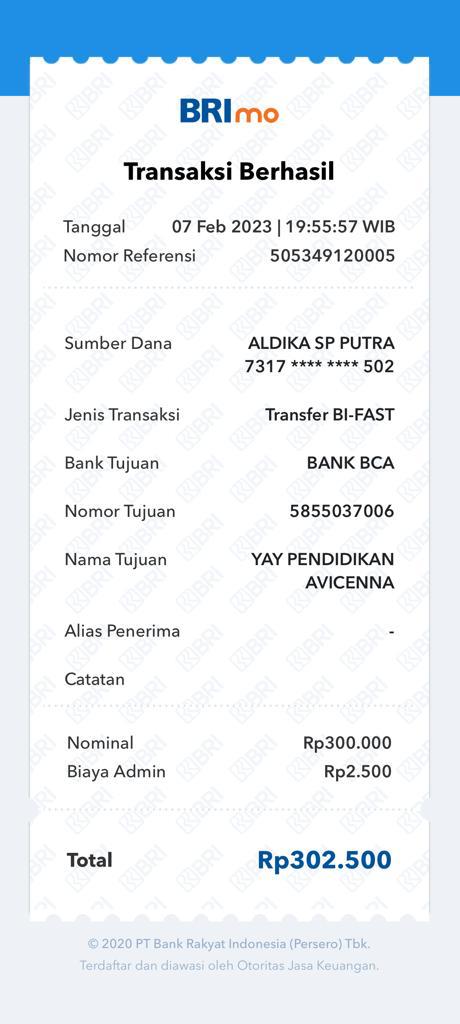 BRImo
Transaksi Berhasil
Tanggal 07 Feb 2023 | 19:55:57 WIB
Nomor Referensi 505349120005
Sumber Dana ALDIKA SP PUTRA
7317 **** **** 502
Jenis Transaksi Transfer BI-FAST
Bank Tujuan BANK BCA
Nomor Tujuan 5855037006
Nama Tujuan YAY PENDIDIKAN
AVICENNA
Alias Penerima -
Catatan
Nominal Rp300.000
Biaya Admin Rp2.500
Total Rp302.500
© 2020 PT Bank Rakyat Indonesia (Persero) Tbk.
Terdaftar dan diawasi oleh Otoritas Jasa Keuangan.